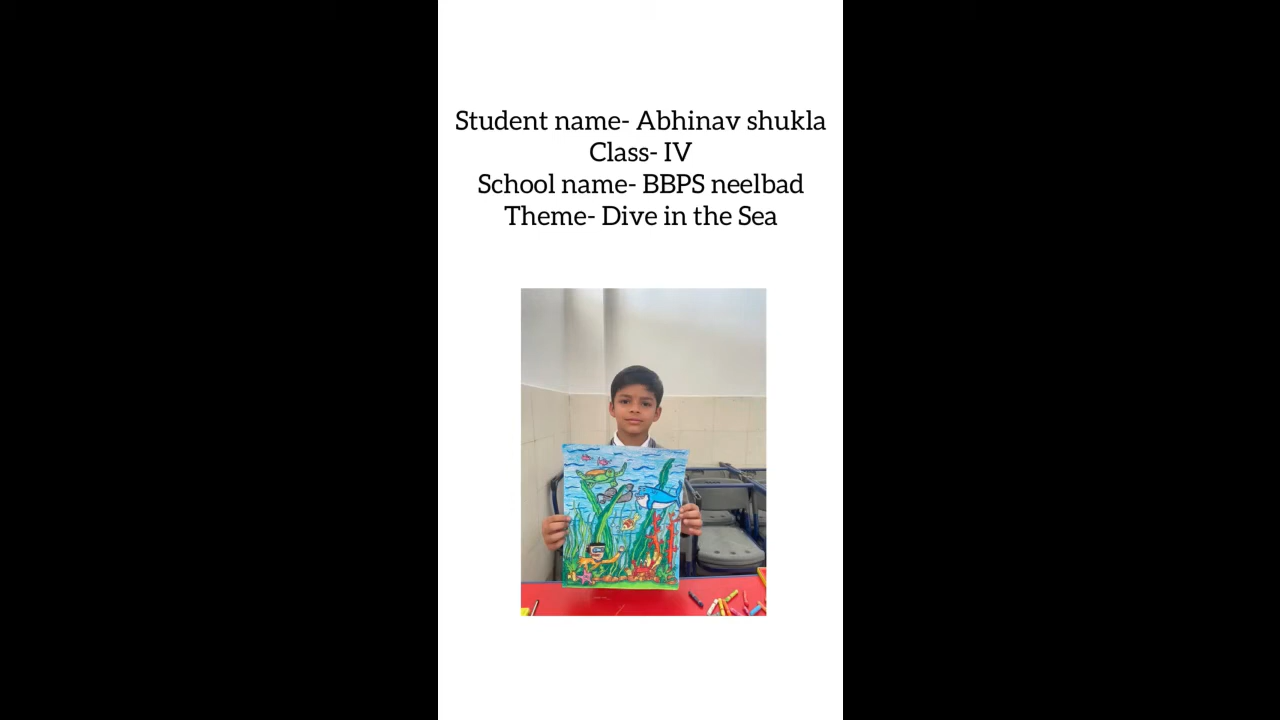 Student name- Abhinav shukla
Class- IV
School name- BBPS neelbad
Theme- Dive in the Sea